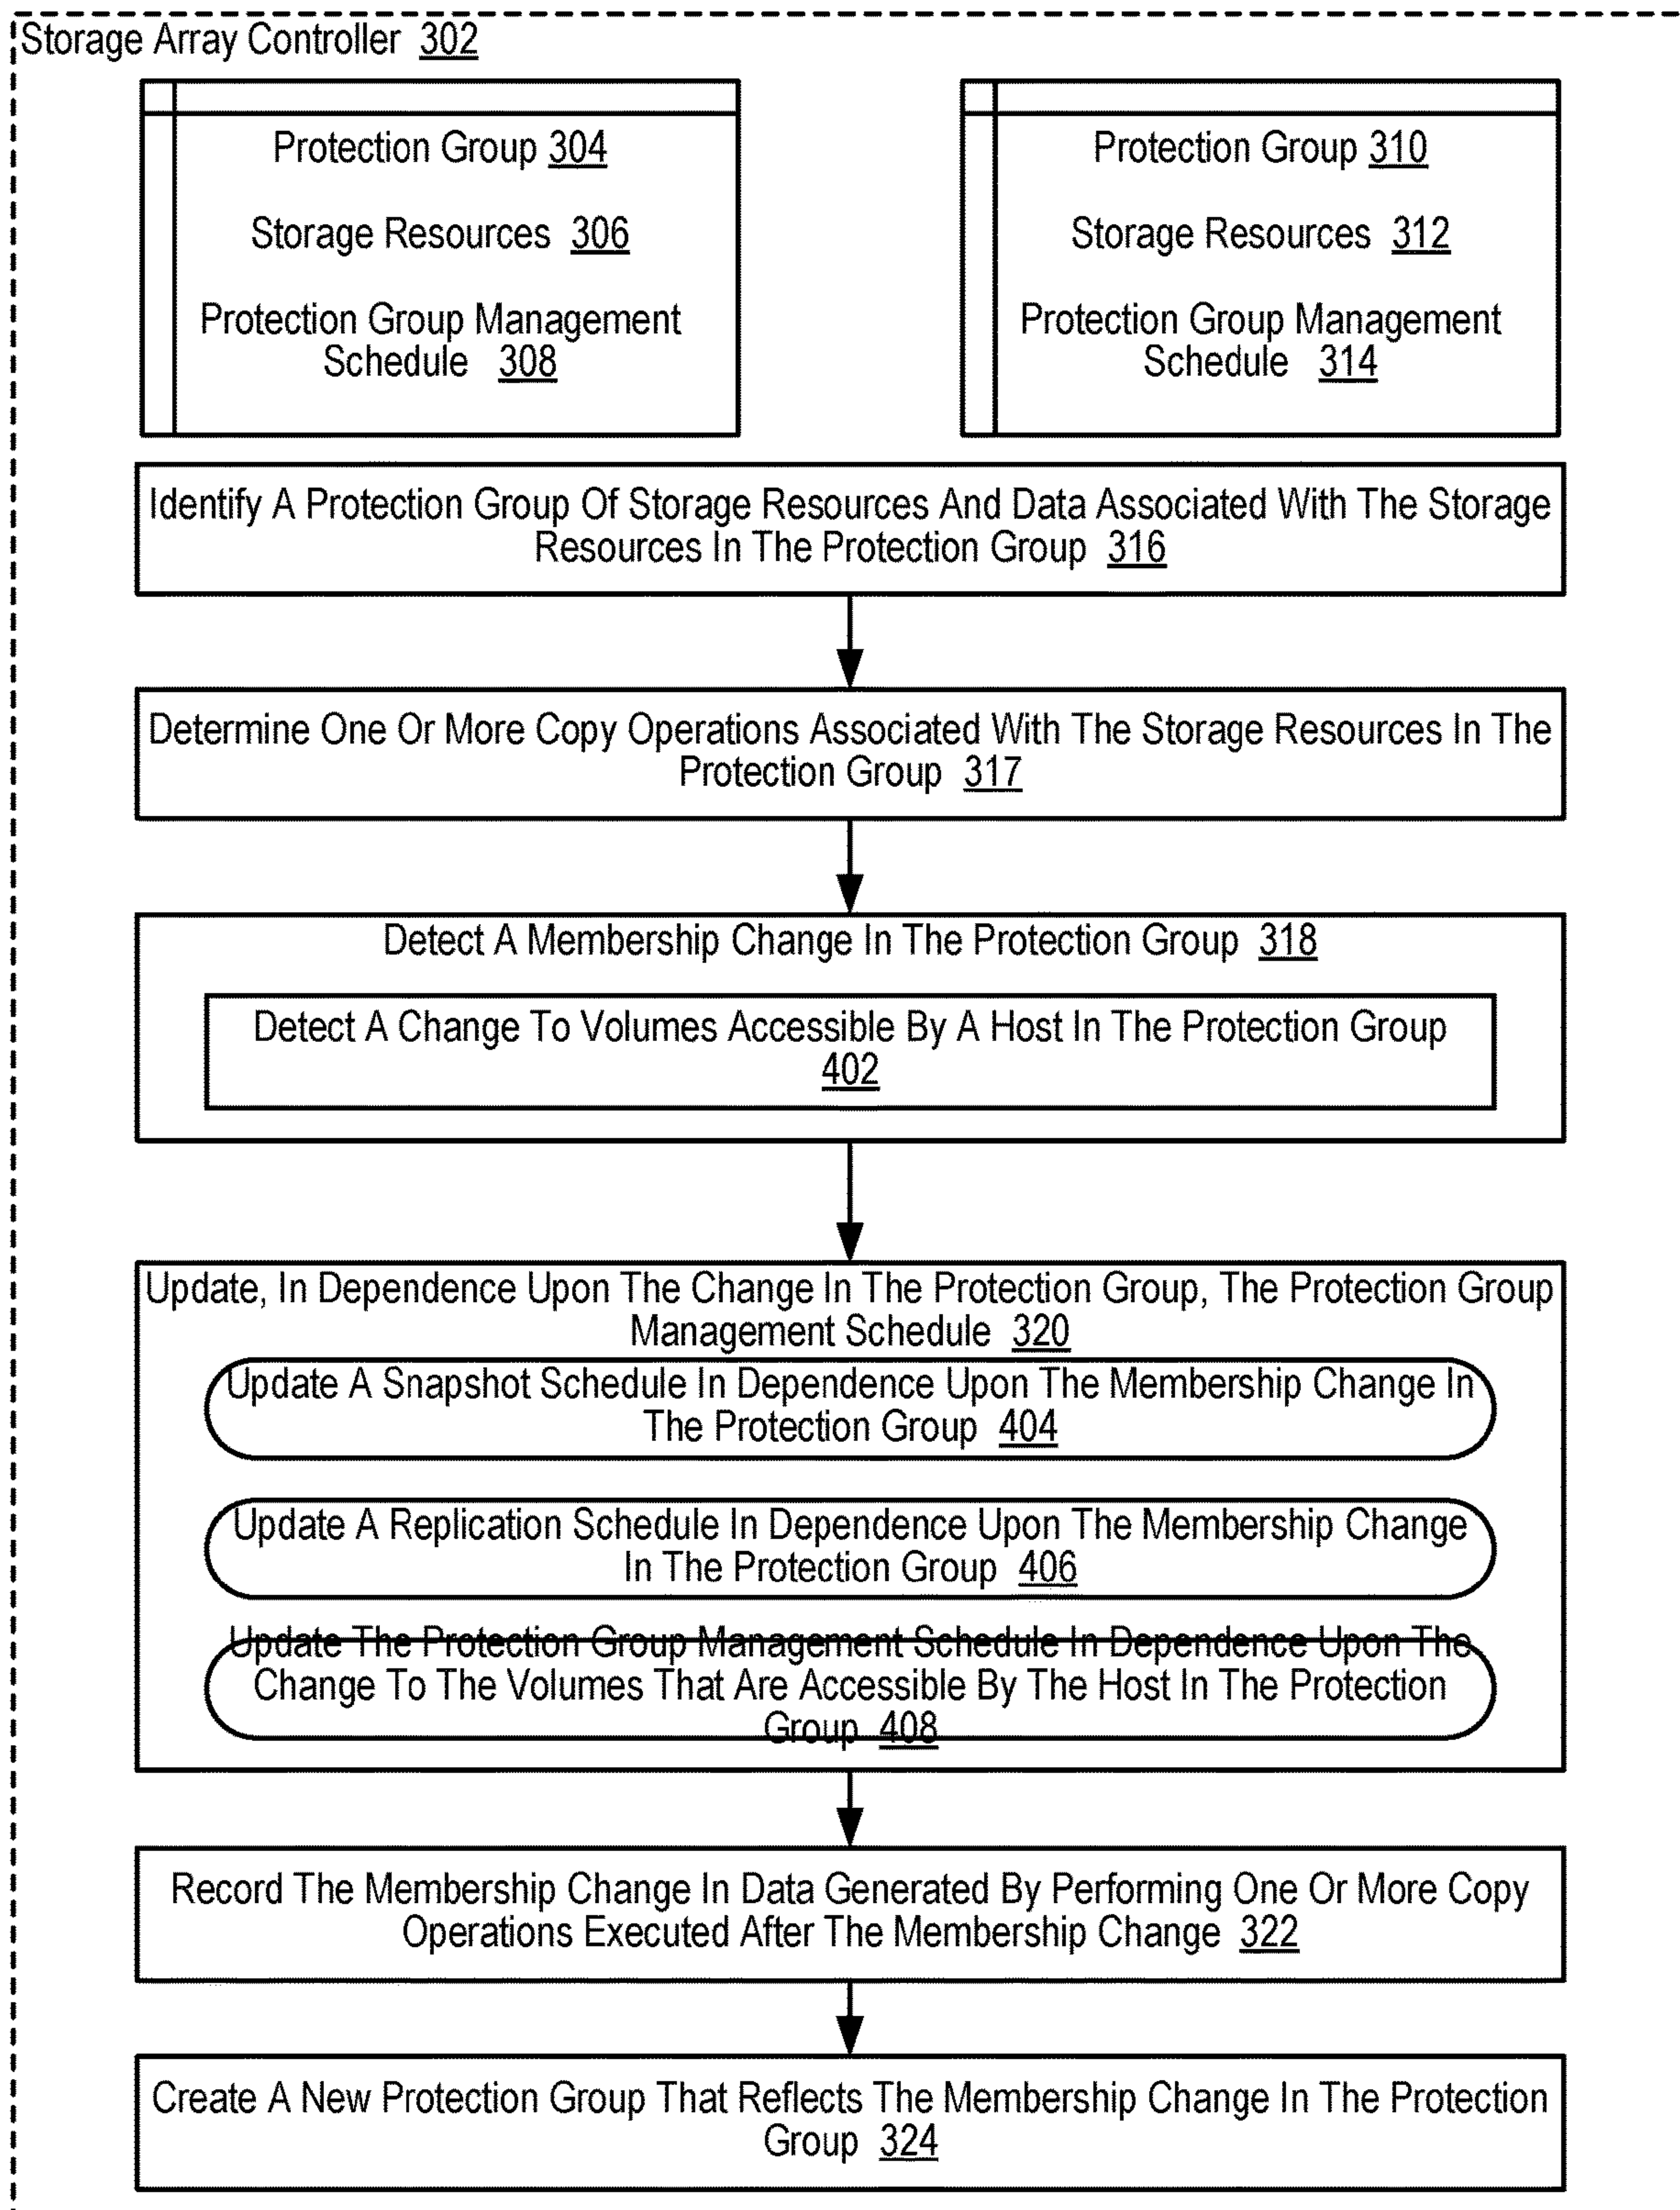 Storage Array Controller 302
Protection Group 304
Storage Resources 306
Protection Group Management
Schedule 308
Protection Group 310
Storage Resources 312
Protection Group Management
Schedule 314
Identify A Protection Group Of Storage Resources And Data Associated With The Storage
Resources In The Protection Group 316
Determine One Or More Copy Operations Associated With The Storage Resources In The
Protection Group 317
Detect A Membership Change In The Protection Group 318
Detect A Change To Volumes Accessible By A Host In The Protection Group
402
Update, In Dependence Upon The Change In The Protection Group, The Protection Group
Management Schedule 320
Update A Snapshot Schedule In Dependence Upon The Membership Change In
The Protection Group 404
Update A Replication Schedule In Dependence Upon The Membership Change
In The Protection Group 406
Update The Protection Group Management Schedule In Dependence Upon The
Change To The Volumes That Are Accessible By The Host In The Protection
Group 408
Record The Membership Change In Data Generated By Performing One Or More Copy
Operations Executed After The Membership Change 322
Create A New Protection Group That Reflects The Membership Change In The Protection
Group 324